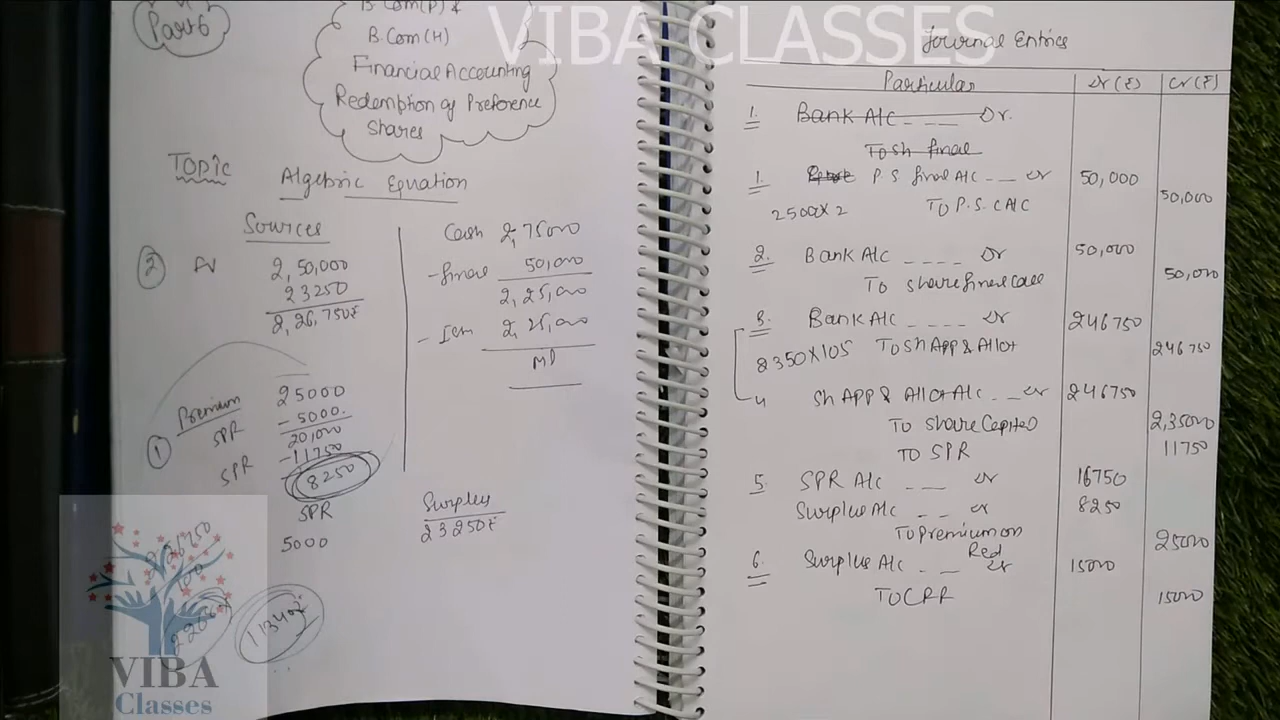 VIBA CLASSES
Part 6
B.Com(P) &
B.Com(H)
Financial Accounting
Redemption of Preference
Shares
TOPIC
Algebric Equation
Sources
2
FV 2,50,000
23250
2,26,750₹
Premium 25000
SPR - 5000.
20,000
1
SPR - 11750
8250
SPR
5000
Cash 2,75000
- final 50,000
2,25,000
2,25,000
Nil
Surplus
23250₹
226750
100
1134
VIBA
Classes
Journal Entries
Particular Dr (₹) Cr (₹)
1. Bank A/c - - - Dr.
To sh final
1. P.S final A/c - - Dr 50,000
2500x2 To P.S.C A/c 50,000
2. Bank A/c - - - - Dr 50,000
To share final call 50,000
3. Bank A/c - - - - Dr 246750
To sh App & Allot 246750
4 sh App & Allot A/c - - Dr 246750
To share Capital 2,35000
To SPR 11750
5 SPR A/c - - Dr 16750
Surplus A/c - - Dr 8250
To Premium on
Red 25000
6. Surplus A/c - - Dr 15000
To CRR 15000